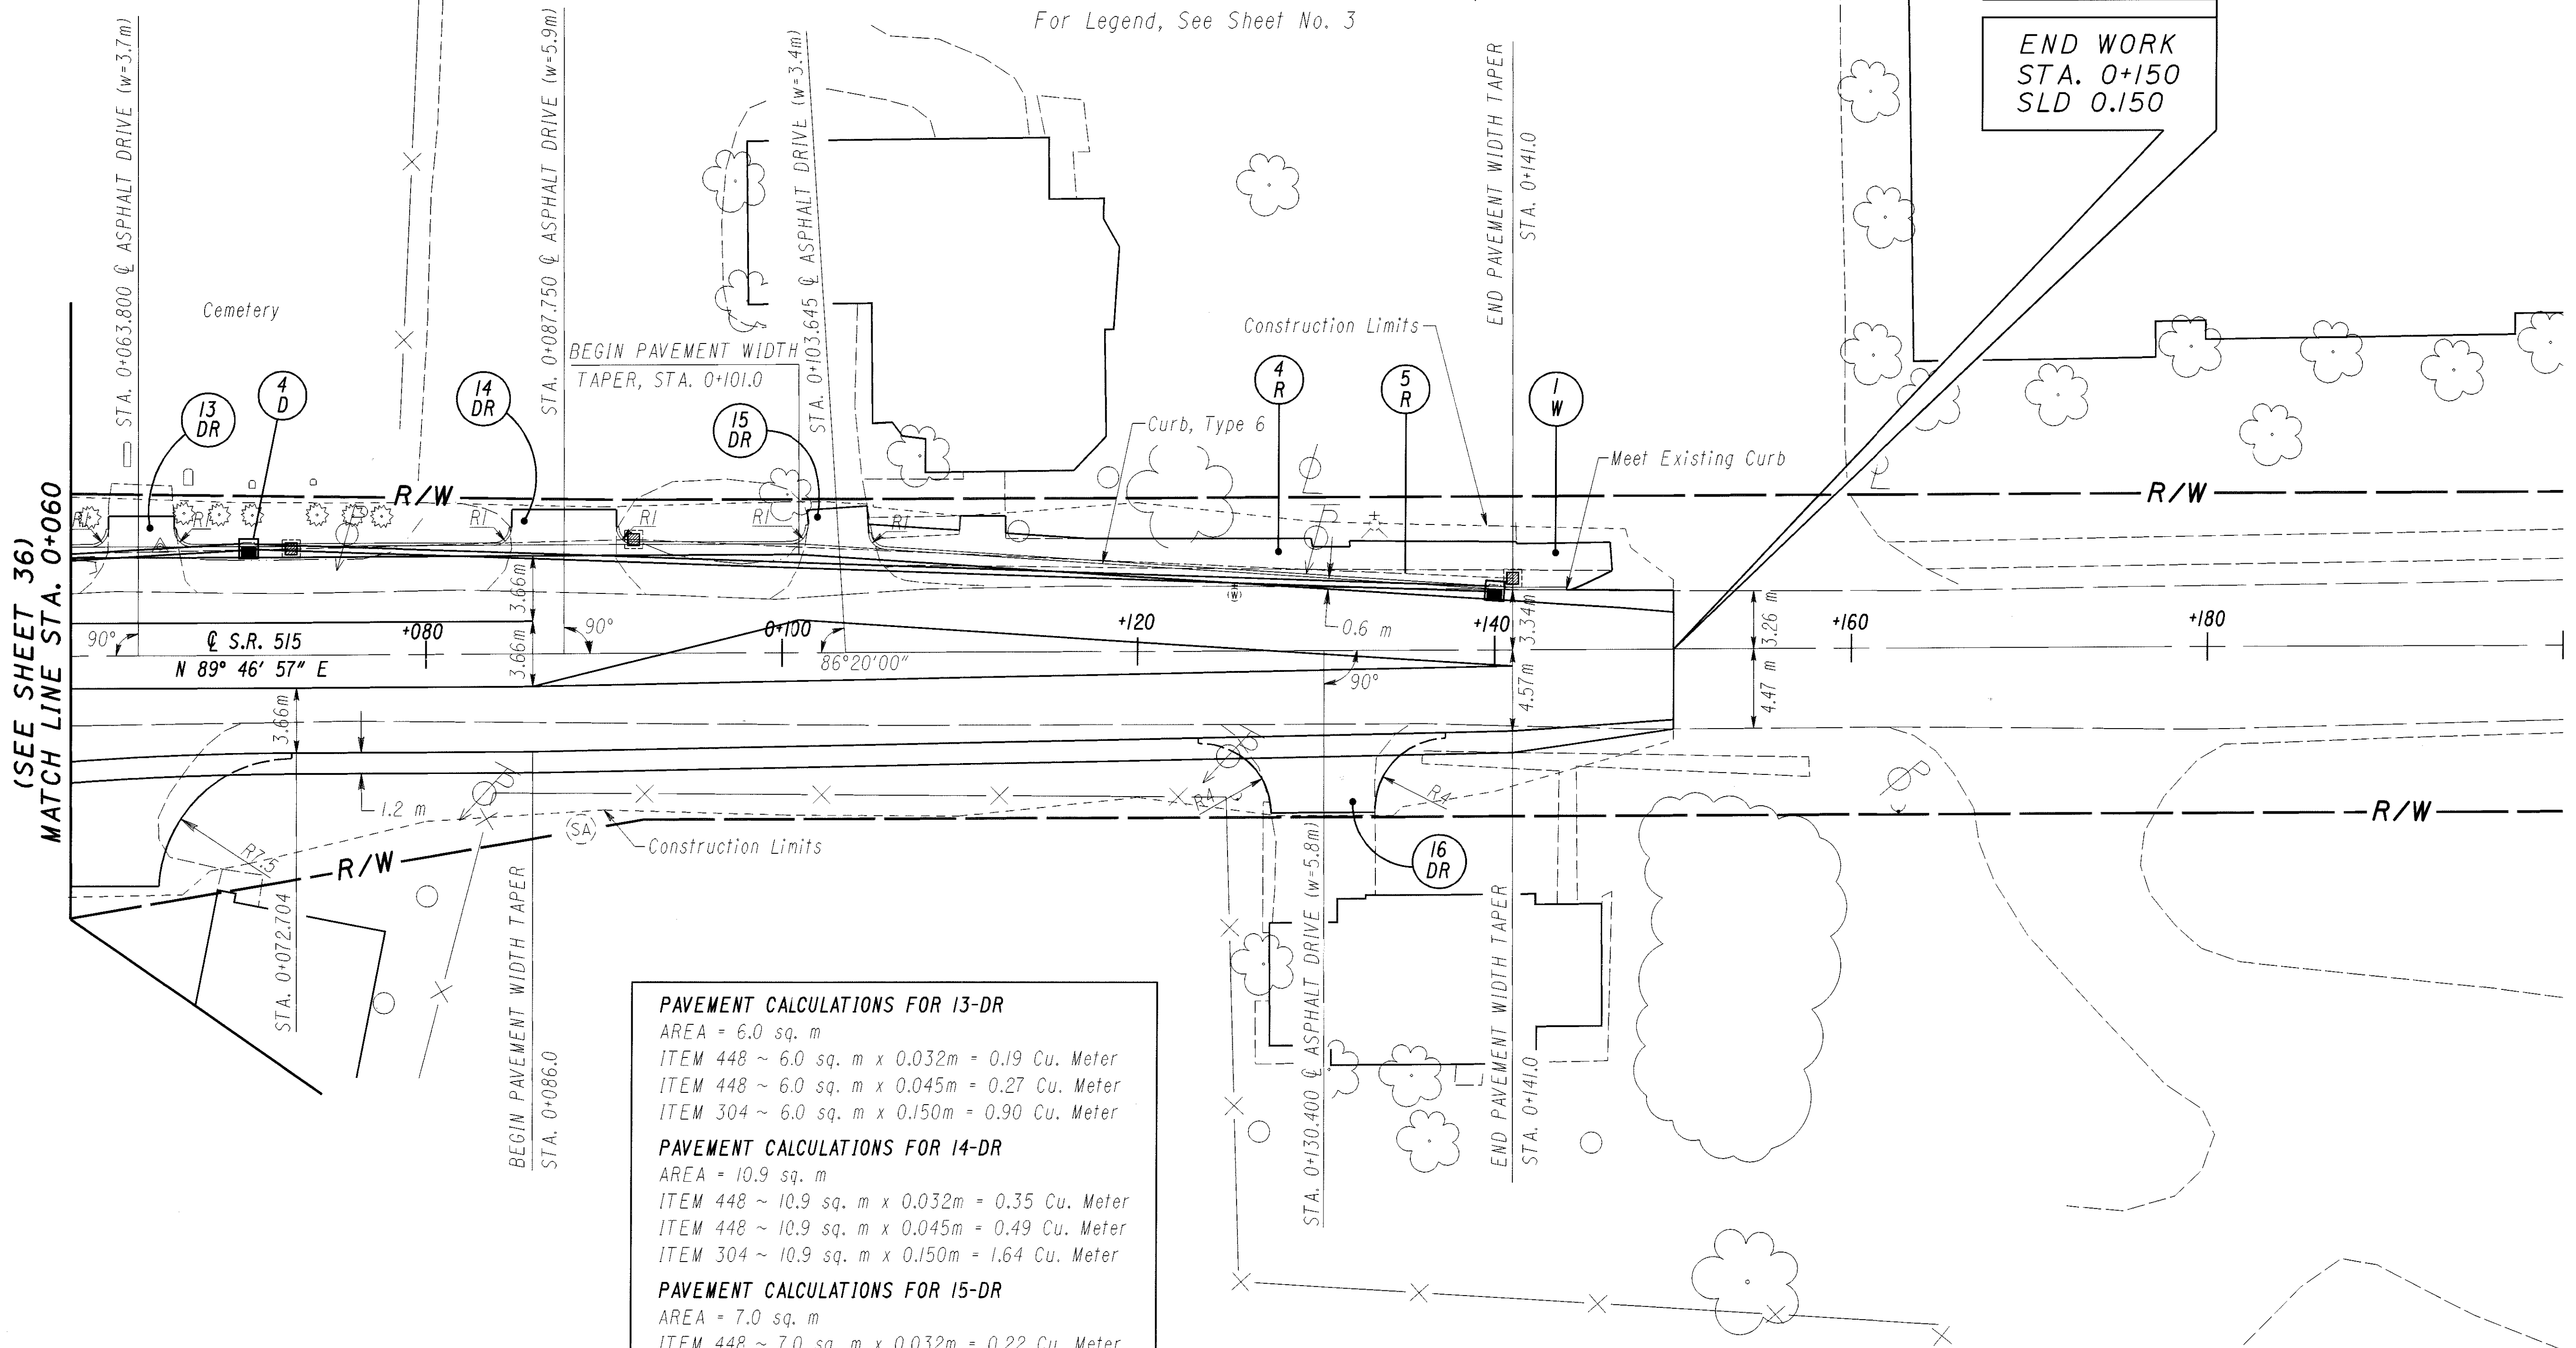 For Legend, See Sheet No. 3
END WORK
STA. 0+150
SLD 0.150
STA. 0+063.800 ℄ ASPHALT DRIVE (w=3.7m)
STA. 0+087.750 ℄ ASPHALT DRIVE (w=5.9m)
STA. 0+103.645 ℄ ASPHALT DRIVE (w=3.4m)
END PAVEMENT WIDTH TAPER
STA. 0+141.0
Cemetery
Construction Limits
BEGIN PAVEMENT WIDTH
TAPER, STA. 0+101.0
13
DR
4
D
14
DR
15
DR
4
R
5
R
1
W
Curb, Type 6
Meet Existing Curb
R/W
R/W
R1
R1
R1
R1
R1
R1
(SEE SHEET 36)
MATCH LINE STA. 0+060
3.66m
3.66m
90°
℄ S.R. 515
N 89° 46' 57" E
+080
90°
0+100
86°20'00"
+120
W
0.6 m
90°
+140
3.34m
4.57m
3.26 m
4.47 m
+160
+180
3.66m
1.2 m
R7.5
R/W
SA
Construction Limits
R4
R4
R/W
16
DR
STA. 0+072.704
BEGIN PAVEMENT WIDTH TAPER
STA. 0+086.0
STA. 0+130.400 ℄ ASPHALT DRIVE (w=5.8m)
END PAVEMENT WIDTH TAPER
STA. 0+141.0
PAVEMENT CALCULATIONS FOR 13-DR
AREA = 6.0 sq. m
ITEM 448 ~ 6.0 sq. m x 0.032m = 0.19 Cu. Meter
ITEM 448 ~ 6.0 sq. m x 0.045m = 0.27 Cu. Meter
ITEM 304 ~ 6.0 sq. m x 0.150m = 0.90 Cu. Meter
PAVEMENT CALCULATIONS FOR 14-DR
AREA = 10.9 sq. m
ITEM 448 ~ 10.9 sq. m x 0.032m = 0.35 Cu. Meter
ITEM 448 ~ 10.9 sq. m x 0.045m = 0.49 Cu. Meter
ITEM 304 ~ 10.9 sq. m x 0.150m = 1.64 Cu. Meter
PAVEMENT CALCULATIONS FOR 15-DR
AREA = 7.0 sq. m
ITEM 448 ~ 7.0 sq. m x 0.032m = 0.22 Cu. Meter